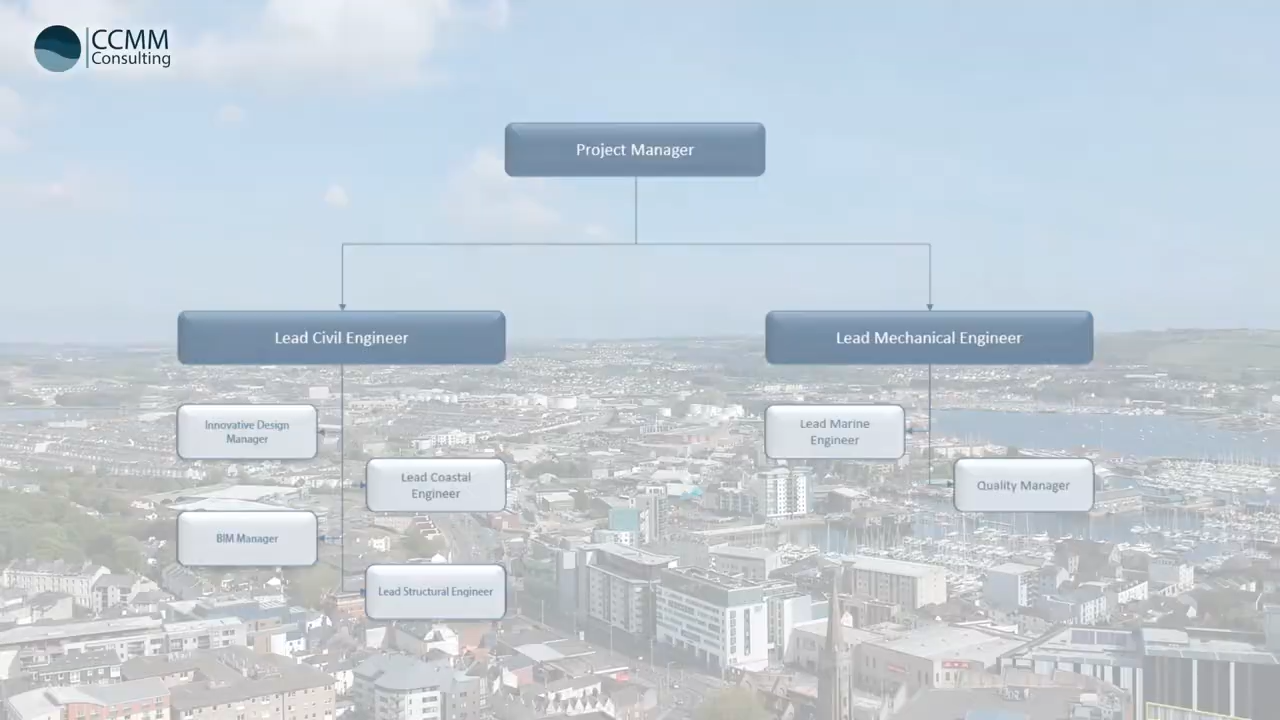 CCMM
Consulting
Project Manager
Lead Civil Engineer
Lead Mechanical Engineer
Innovative Design
Manager
Lead Marine
Engineer
Lead Coastal
Engineer
Quality Manager
BIM Manager
Lead Structural Engineer